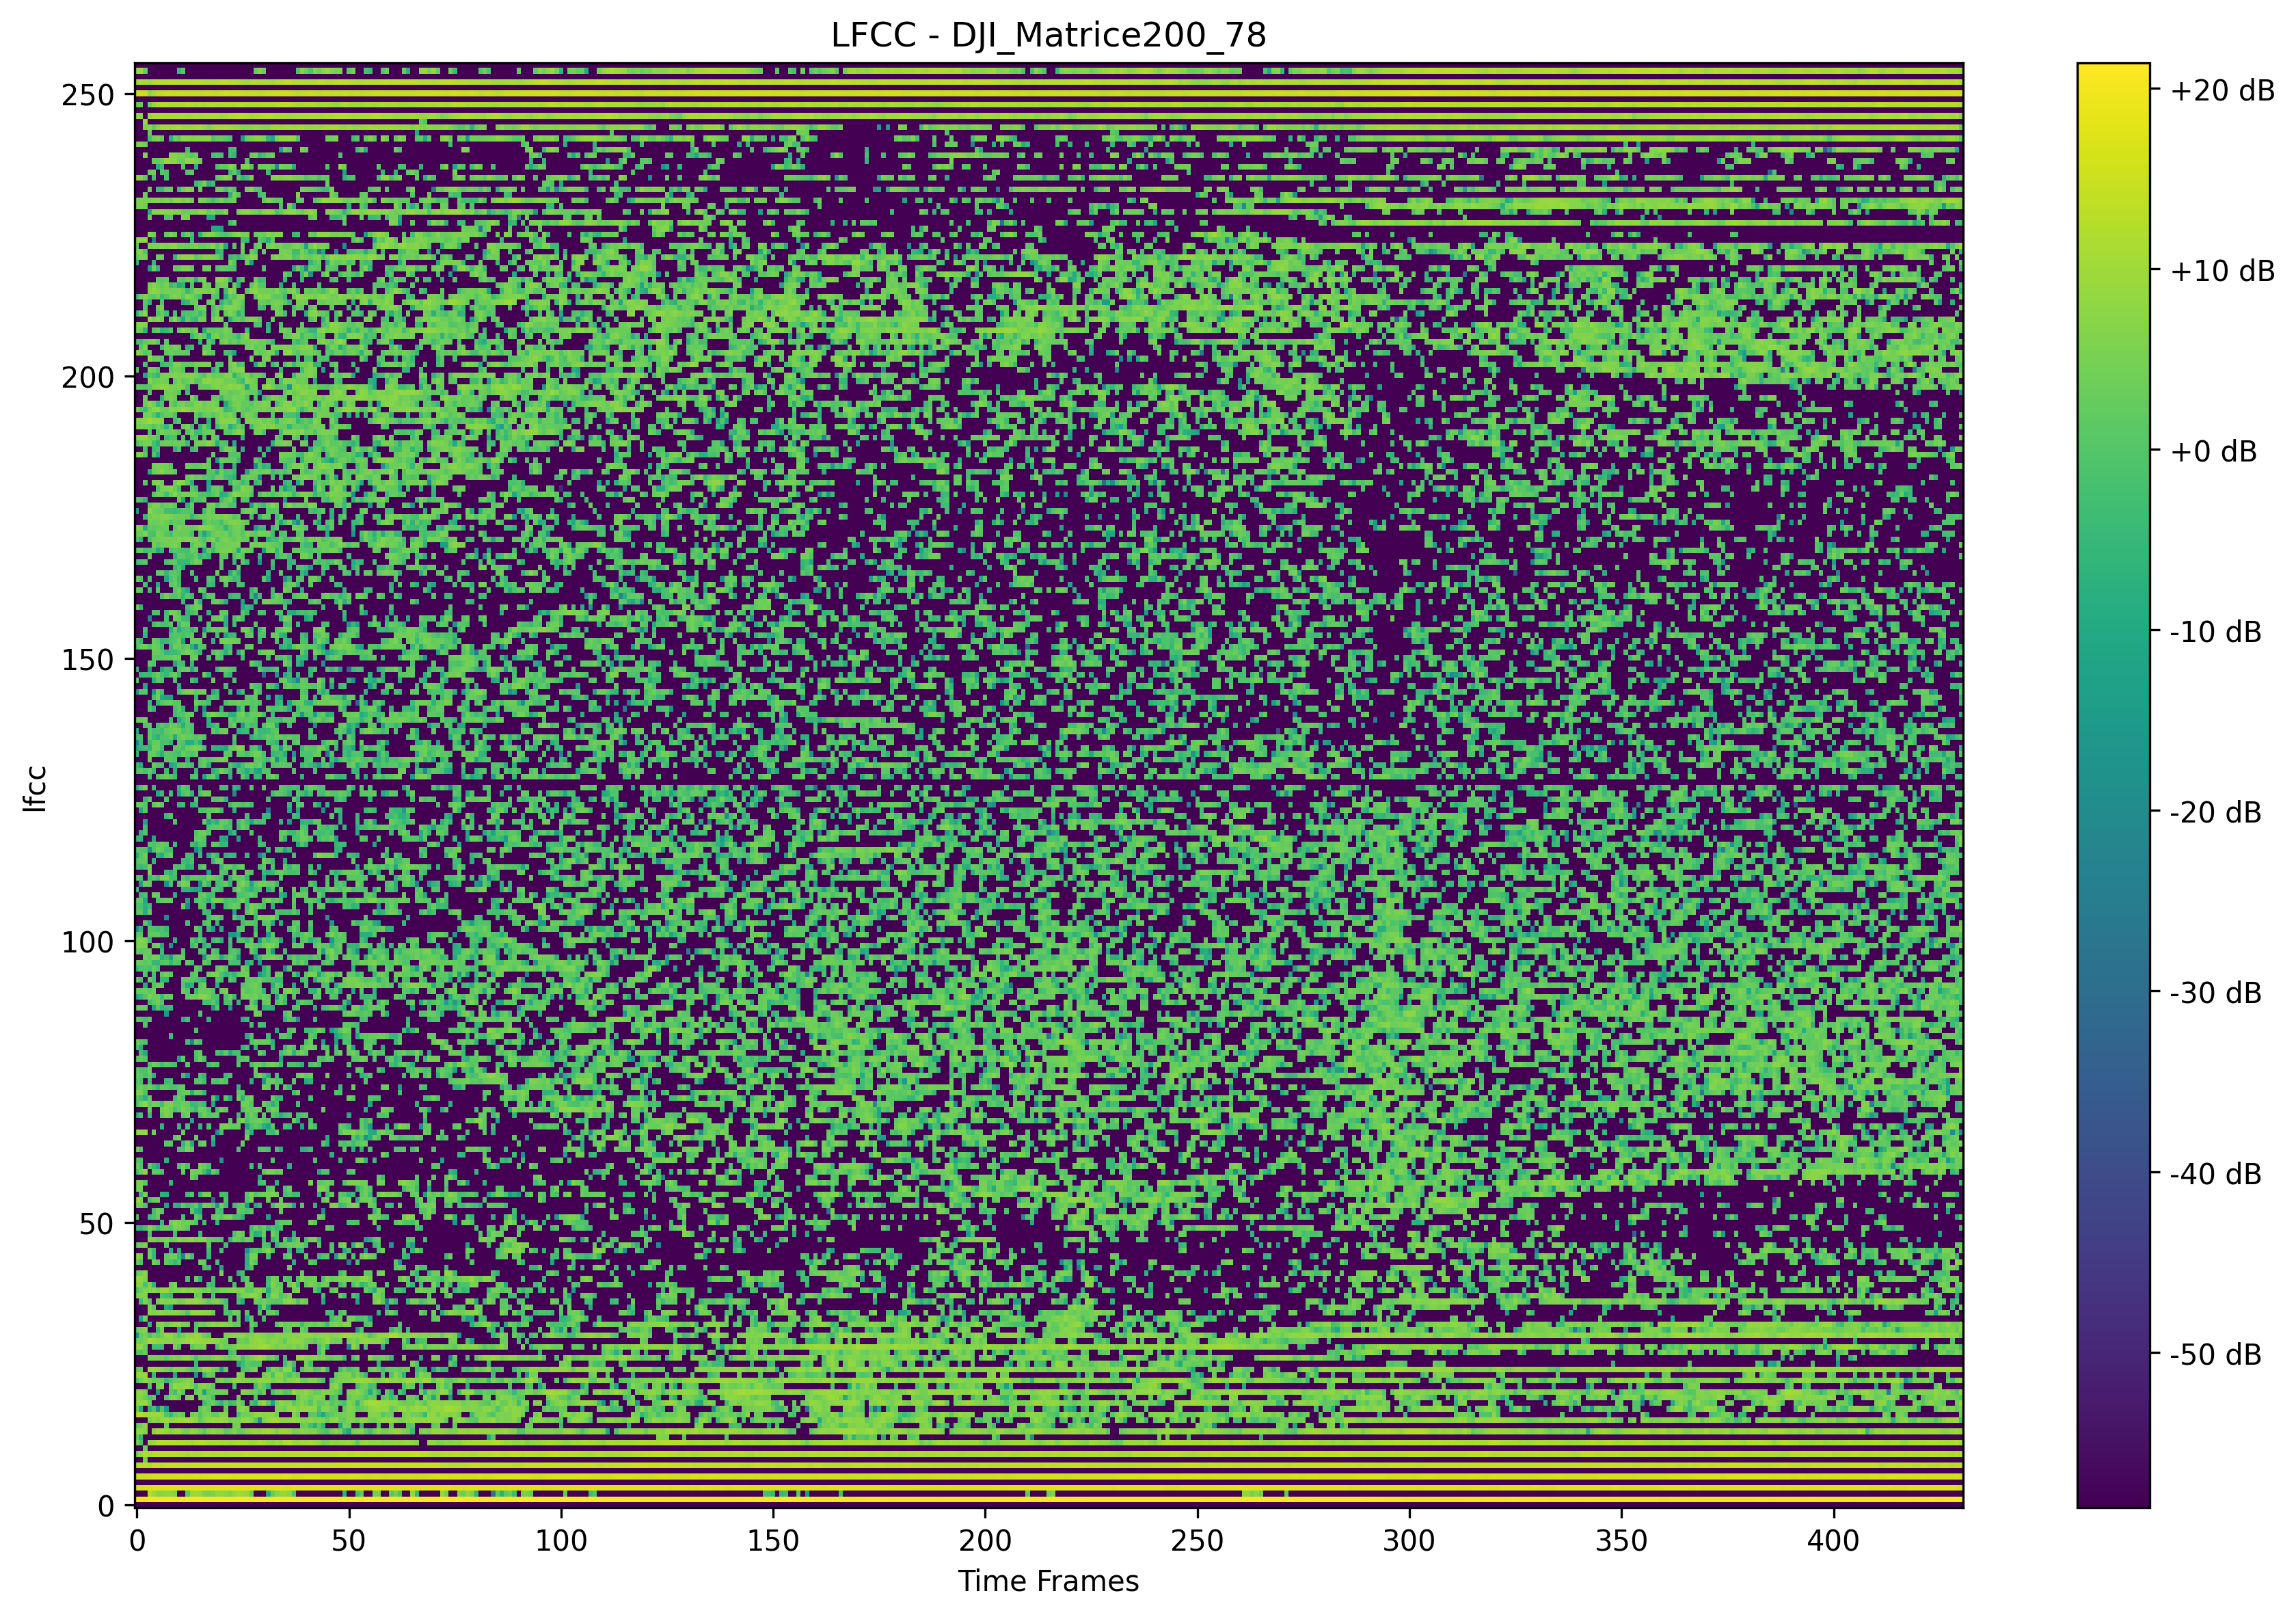 LFCC - DJI_Matrice200_78
250
200
150
100
50
0
lfcc
0 50 100 150 200 250 300 350 400
Time Frames
+20 dB
+10 dB
+0 dB
-10 dB
-20 dB
-30 dB
-40 dB
-50 dB